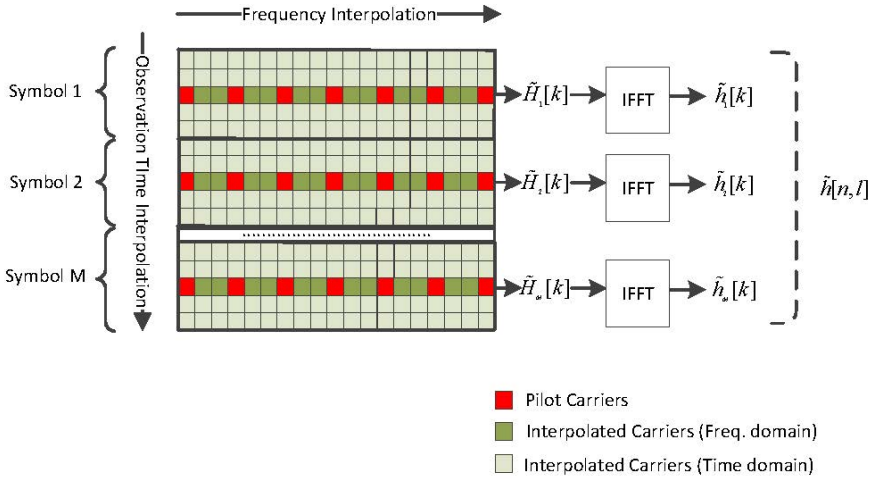 Frequency Interpolation
Observation Time Interpolation
Symbol 1
H̃₁[k]
IFFT
h̃₁[k]
Symbol 2
H̃₂[k]
IFFT
[k]
h̃[n,l]
Symbol M
[k]
IFFT
[k]
Pilot Carriers
Interpolated Carriers (Freq. domain)
Interpolated Carriers (Time domain)